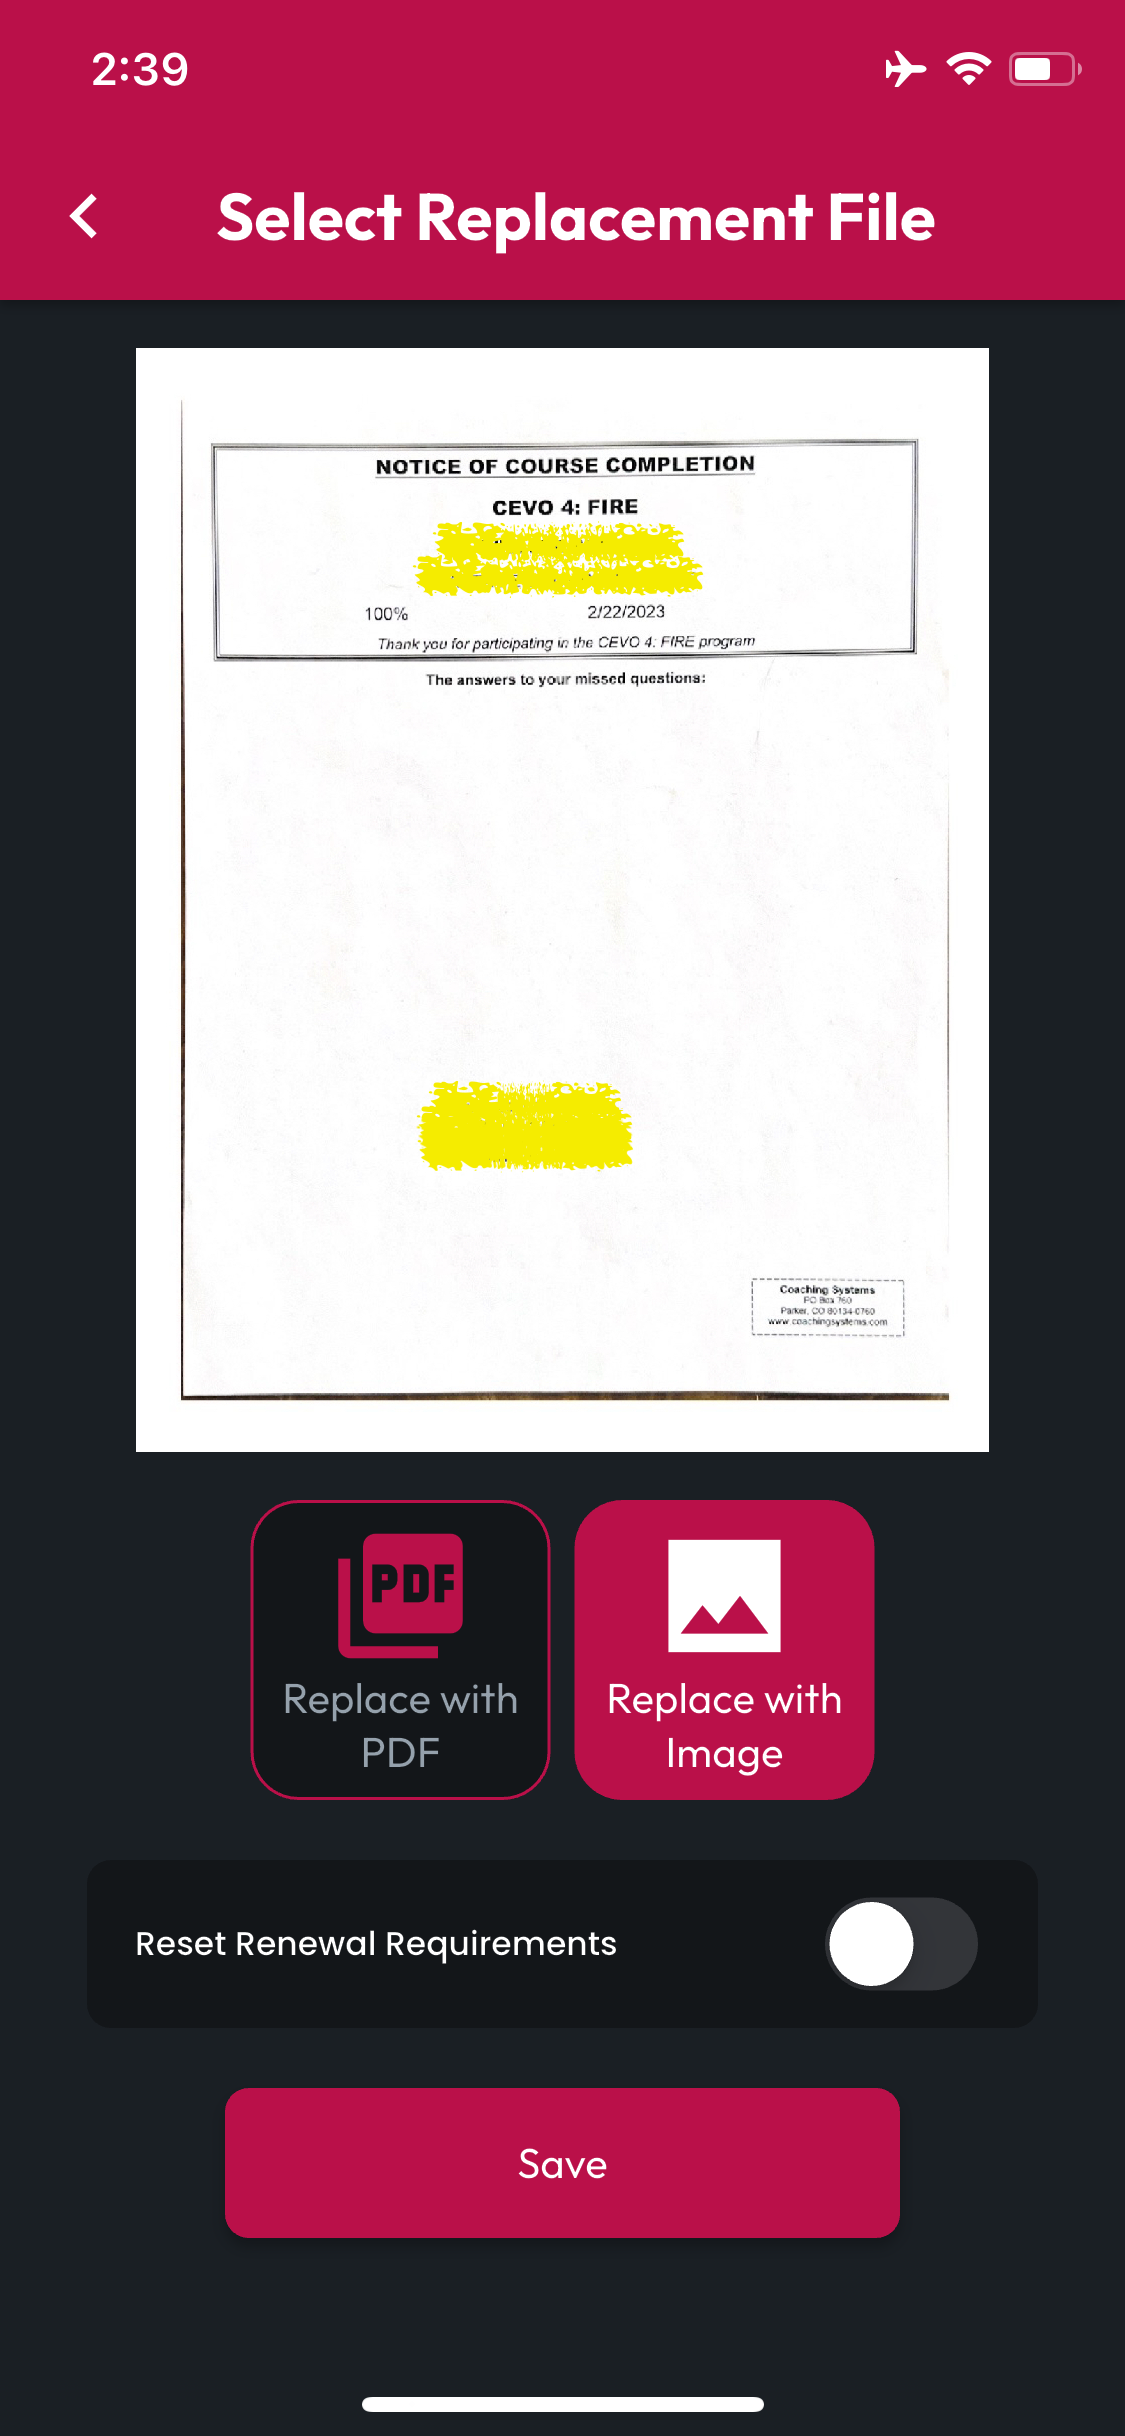 2:39
Select Replacement File
NOTICE OF COURSE COMPLETION
CEVO 4: FIRE
100% 2/22/2023
Thank you for participating in the CEVO 4: FIRE program
The answers to your missed questions:
Coaching Systems
PO Box 760
Parker, CO 80134-0760
www.coachingsystems.com
PDF
Replace with
PDF
Replace with
Image
Reset Renewal Requirements
Save